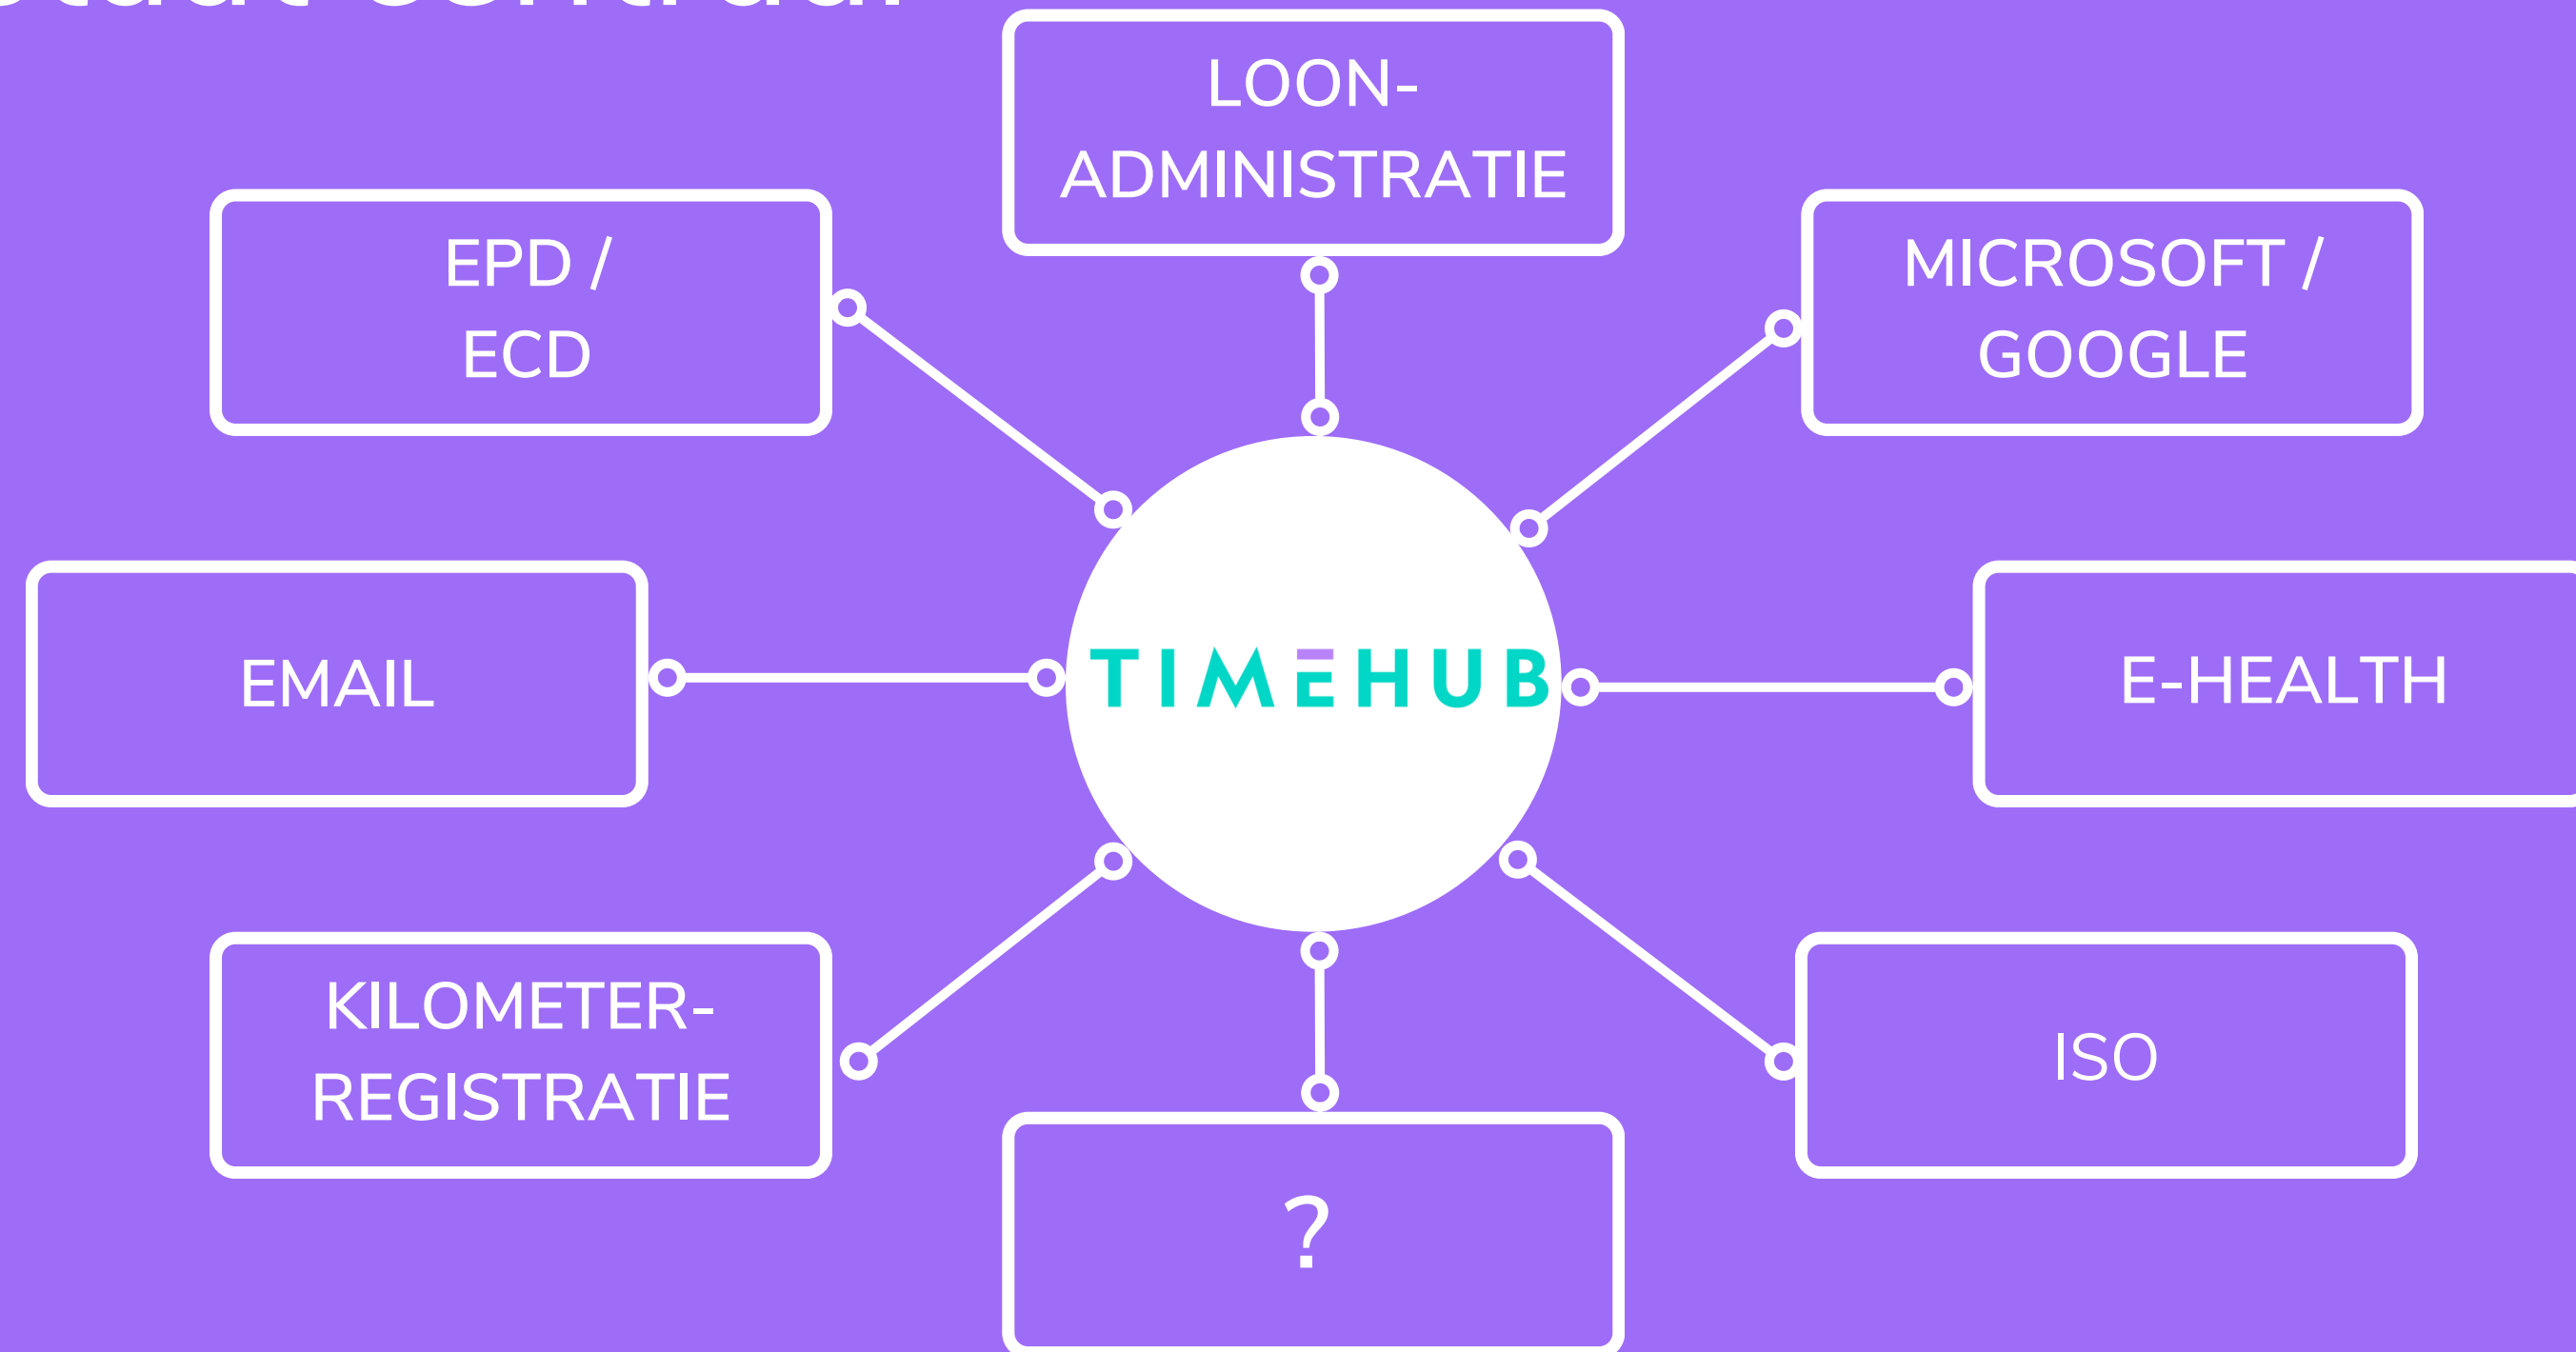 LOON-
ADMINISTRATIE
EPD /
ECD
MICROSOFT /
GOOGLE
EMAIL
TIMEHUB
E-HEALTH
KILOMETER-
REGISTRATIE
ISO
?